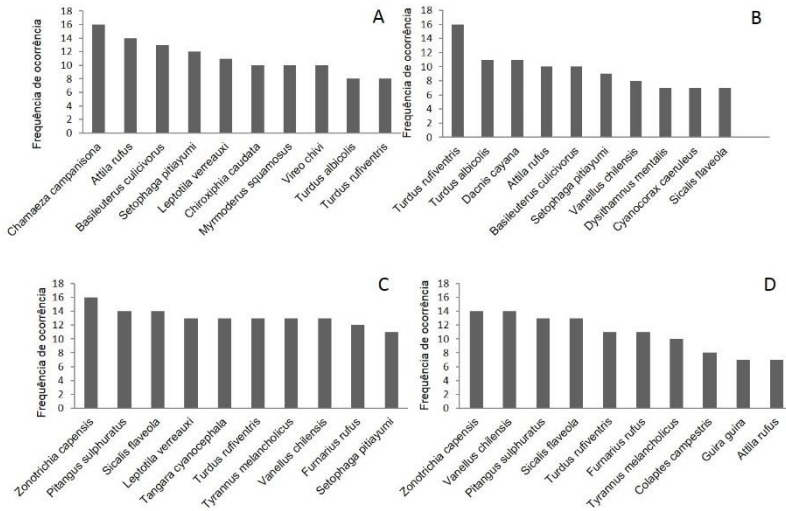 A
Frequência de ocorrência
18
16
14
12
10
8
6
4
2
0
Chamaeza campanisona
Attila rufus
Basileuterus culicivorus
Setophaga pitiayumi
Leptotila verreauxi
Chiroxiphia caudata
Myrmoderus squamosus
Vireo chivi
Turdus albicolis
Turdus rufiventris
B
Frequência de ocorrência
18
16
14
12
10
8
6
4
2
0
Turdus rufiventris
Turdus albicolis
Dacnis cayana
Attila rufus
Basileuterus culicivorus
Setophaga pitiayumi
Vanellus chilensis
Dysithamnus mentalis
Cyanocorax caeruleus
Sicalis flaveola
C
Frequência de ocorrência
18
16
14
12
10
8
6
4
2
0
Zonotrichia capensis
Pitangus sulphuratus
Sicalis flaveola
Leptotila verreauxi
Tangara cyanocephala
Turdus rufiventris
Tyrannus melancholicus
Vanellus chilensis
Furnarius rufus
Setophaga pitiayumi
D
Frequência de ocorrência
18
16
14
12
10
8
6
4
2
0
Zonotrichia capensis
Vanellus chilensis
Pitangus sulphuratus
Sicalis flaveola
Turdus rufiventris
Furnarius rufus
Tyrannus melancholicus
Colaptes campestris
Guira guira
Attila rufus